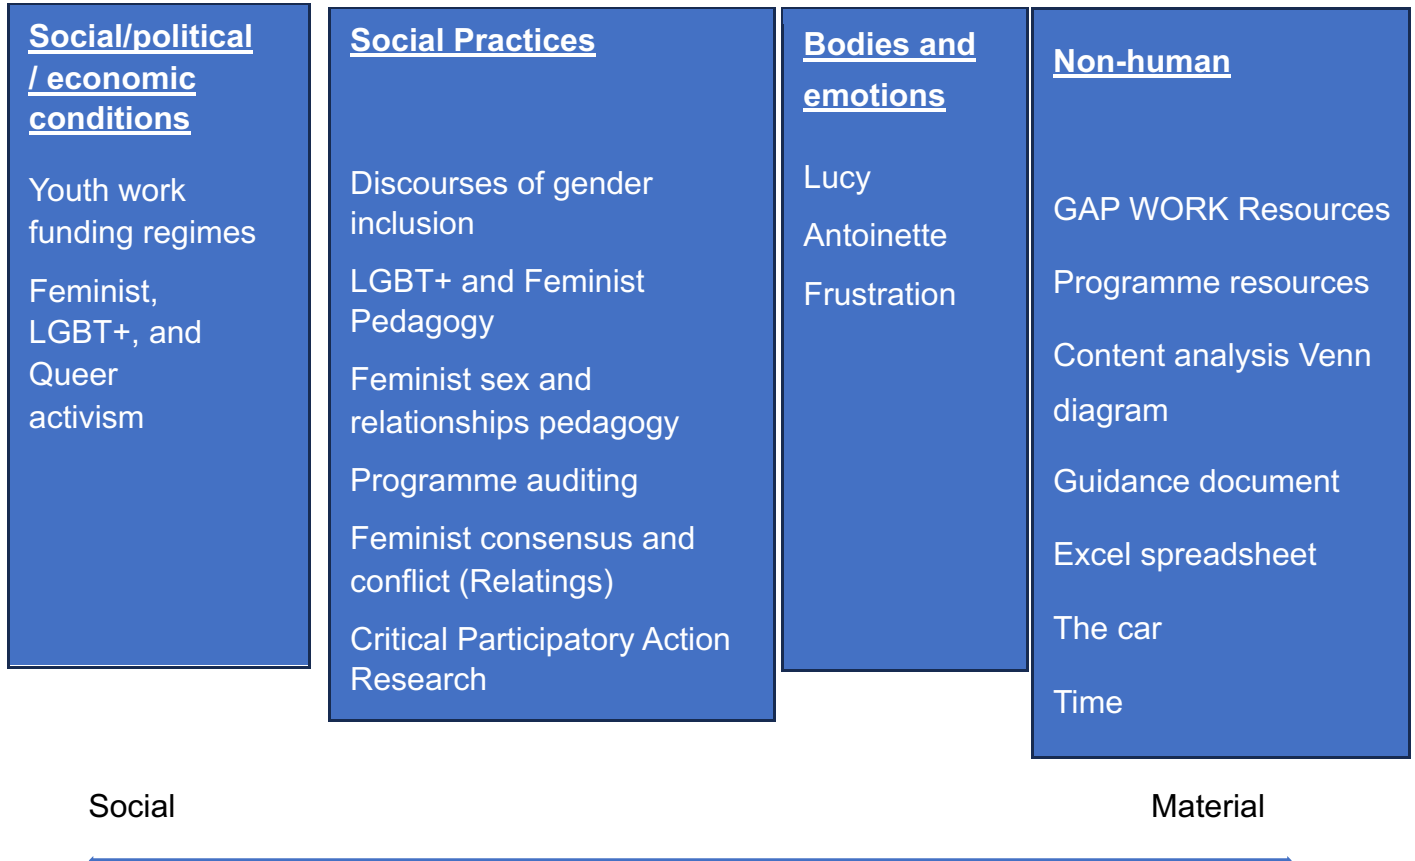 Social/political
/ economic
conditions
Youth work
funding regimes
Feminist,
LGBT+, and
Queer
activism
Social Practices
Discourses of gender
inclusion
LGBT+ and Feminist
Pedagogy
Feminist sex and
relationships pedagogy
Programme auditing
Feminist consensus and
conflict (Relatings)
Critical Participatory Action
Research
Bodies and
emotions
Lucy
Antoinette
Frustration
Non-human
GAP WORK Resources
Programme resources
Content analysis Venn
diagram
Guidance document
Excel spreadsheet
The car
Time
Social
Material